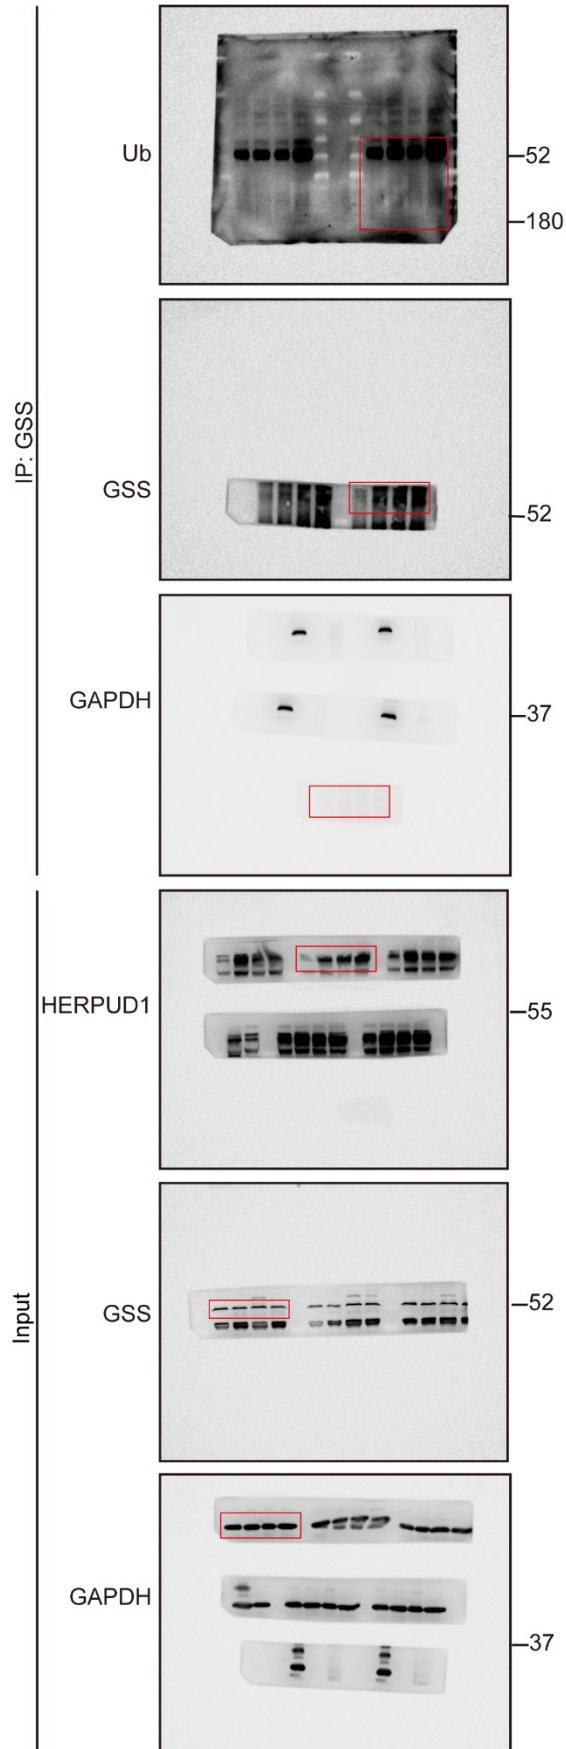 IP: GSS
Ub
–52
–180
GSS
–52
GAPDH
–37
Input
HERPUD1
–55
GSS
–52
GAPDH
–37